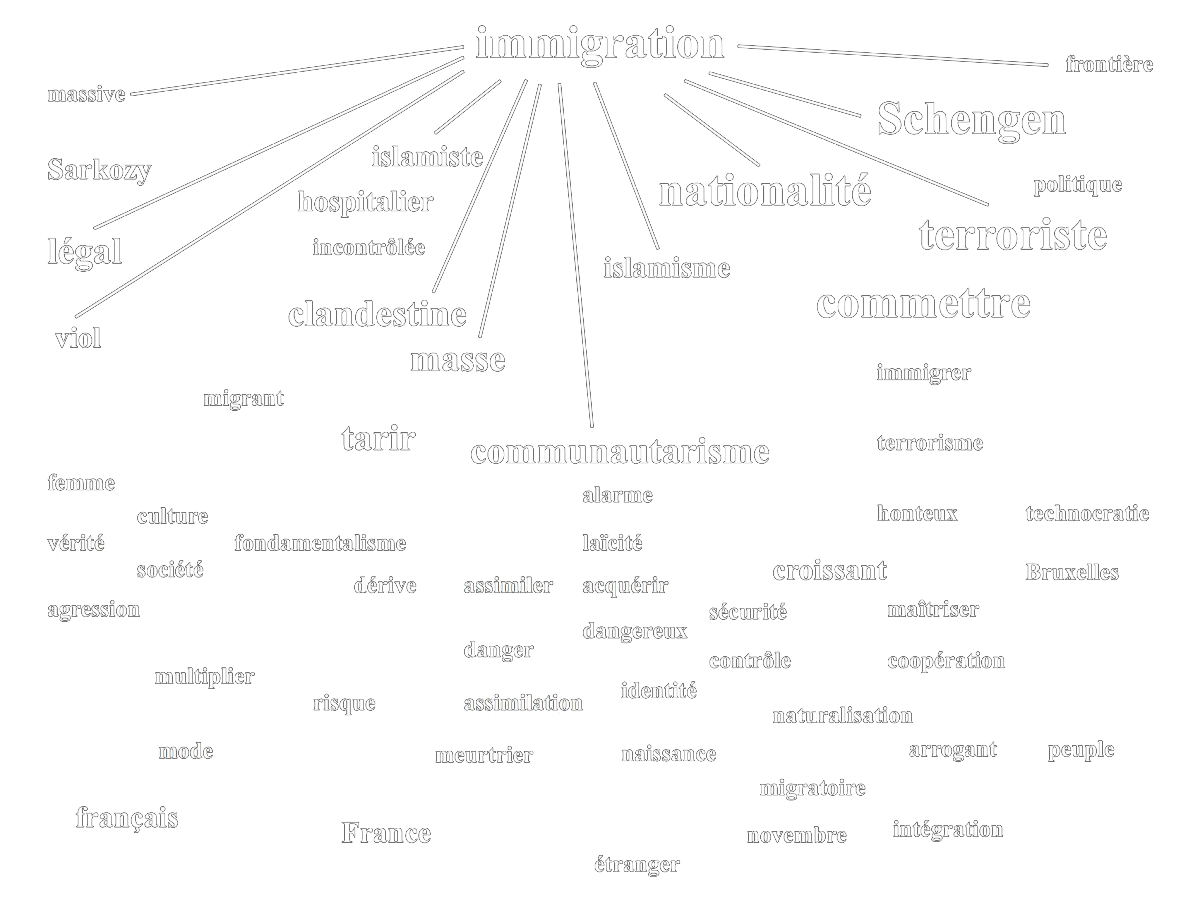 immigration
frontière
massive
Schengen
islamiste
Sarkozy
nationalité
politique
hospitalier
terroriste
légal
incontrôlée
islamisme
commettre
clandestine
viol
masse
immigrer
migrant
tarir
communautarisme
terrorisme
femme
alarme
culture
honteux
technocratie
vérité
fondamentalisme
laïcité
société
croissant
Bruxelles
dérive
assimiler
acquérir
agression
sécurité
maîtriser
dangereux
danger
contrôle
coopération
multiplier
identité
risque
assimilation
naturalisation
mode
meurtrier
naissance
arrogant
peuple
migratoire
français
France
novembre
intégration
étranger